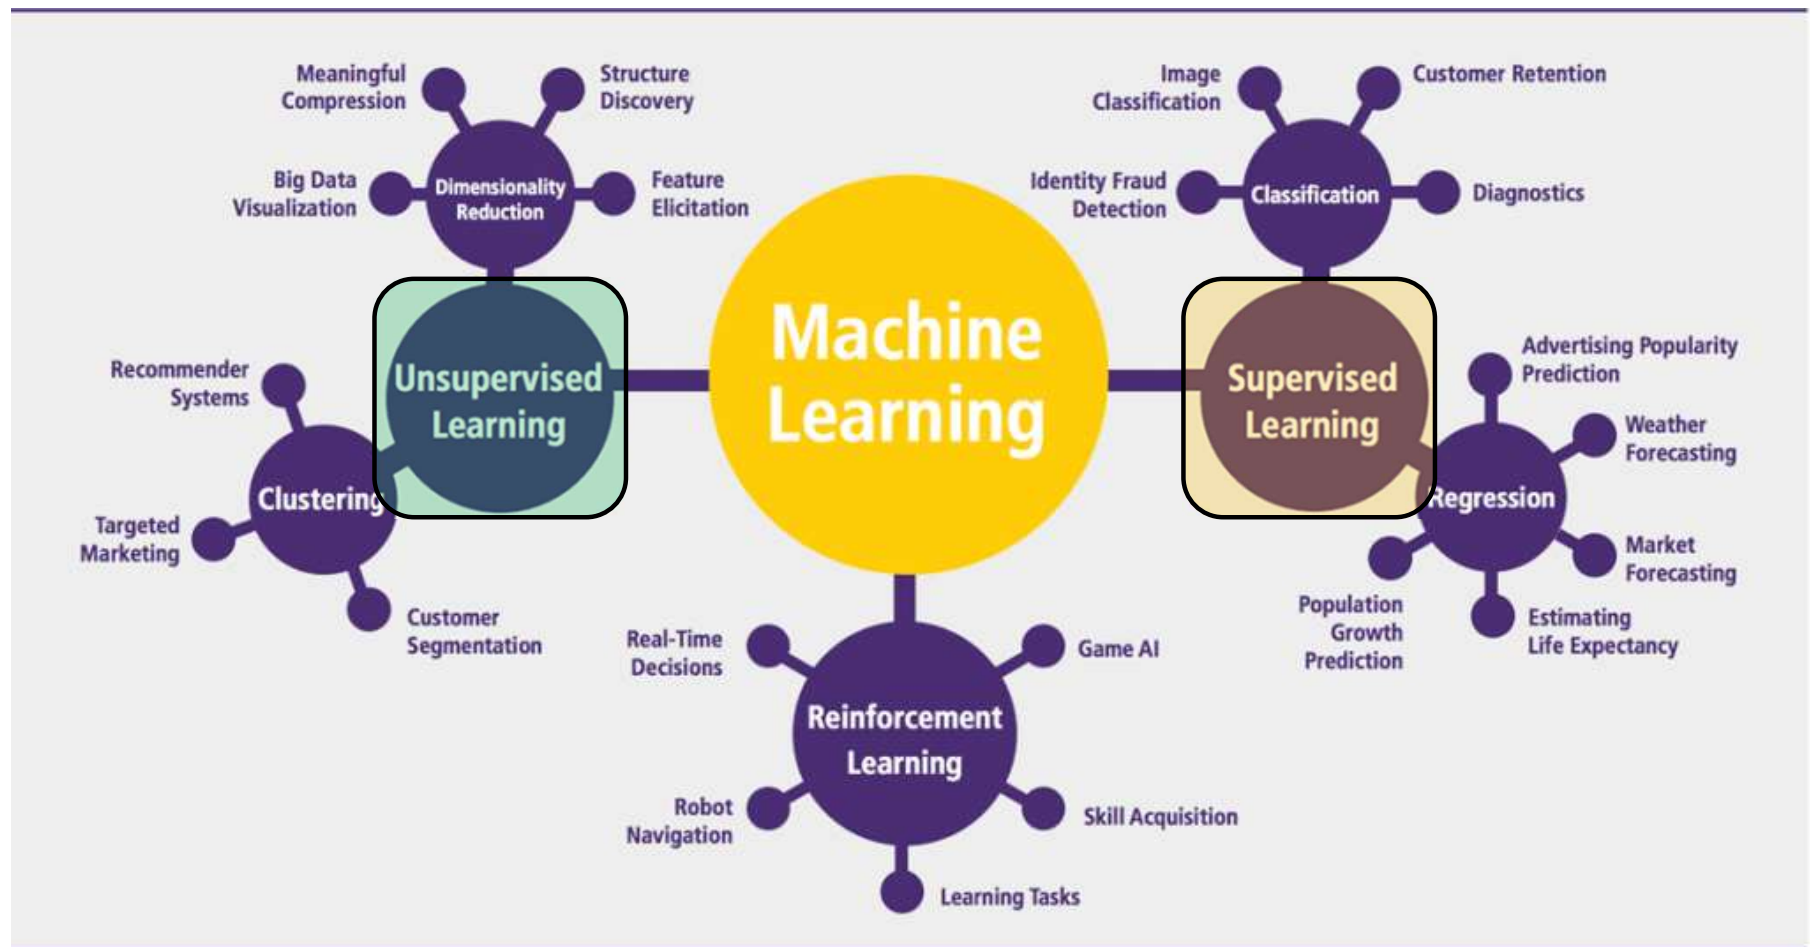 Machine
Learning
Unsupervised
Learning
Dimensionality
Reduction
Meaningful
Compression
Structure
Discovery
Big Data
Visualization
Feature
Elicitation
Clustering
Recommender
Systems
Targeted
Marketing
Customer
Segmentation
Supervised
Learning
Classification
Image
Classification
Customer Retention
Identity Fraud
Detection
Diagnostics
Regression
Advertising Popularity
Prediction
Weather
Forecasting
Market
Forecasting
Estimating
Life Expectancy
Population
Growth
Prediction
Reinforcement
Learning
Real-Time
Decisions
Game AI
Robot
Navigation
Skill Acquisition
Learning Tasks